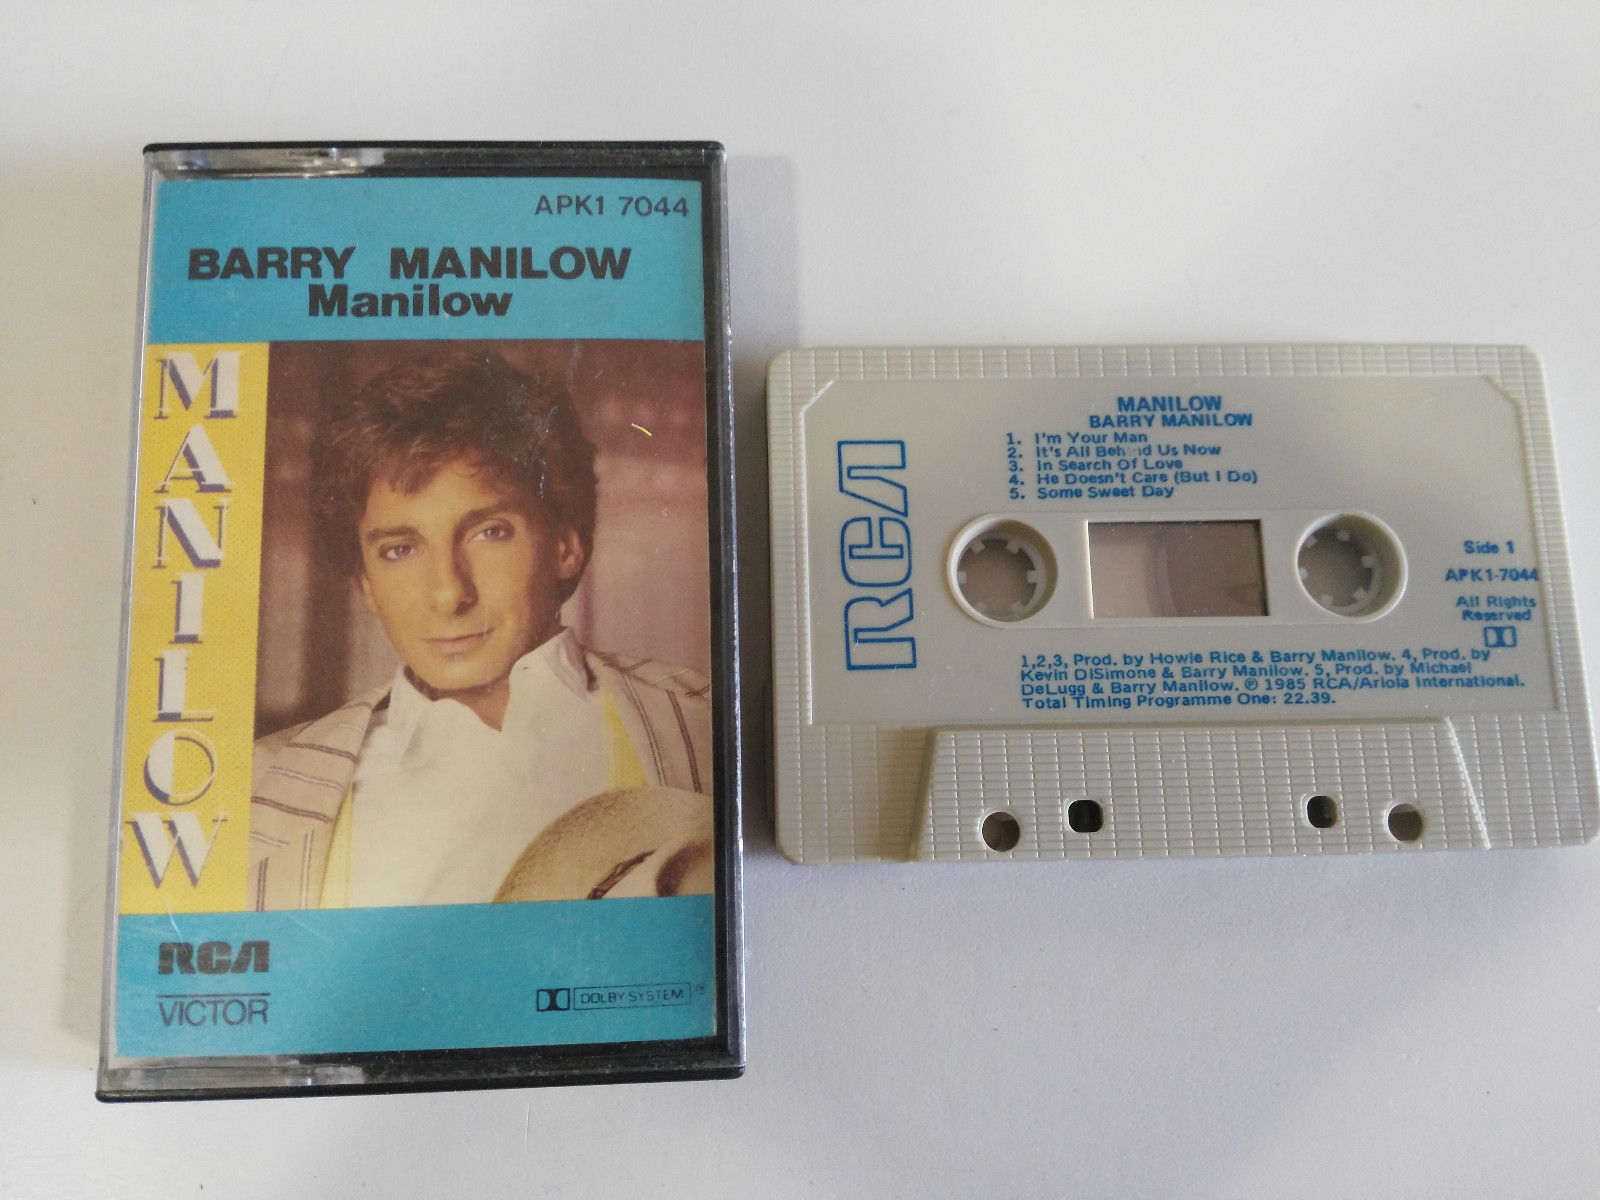 APK1 7044
BARRY MANILOW
Manilow
MANILOW
RCA
VICTOR
DOLBY SYSTEM
MANILOW
BARRY MANILOW
1. I'm Your Man
2. It's All Behind Us Now
3. In Search Of Love
4. He Doesn't Care (But I Do)
5. Some Sweet Day
RCA
Side 1
APK1-7044
All Rights
Reserved
1,2,3, Prod. by Howie Rice & Barry Manilow. 4, Prod. by
Kevin DiSimone & Barry Manilow. 5, Prod. by Michael
DeLugg & Barry Manilow. ℗ 1985 RCA/Ariola International.
Total Timing Programme One: 22.39.